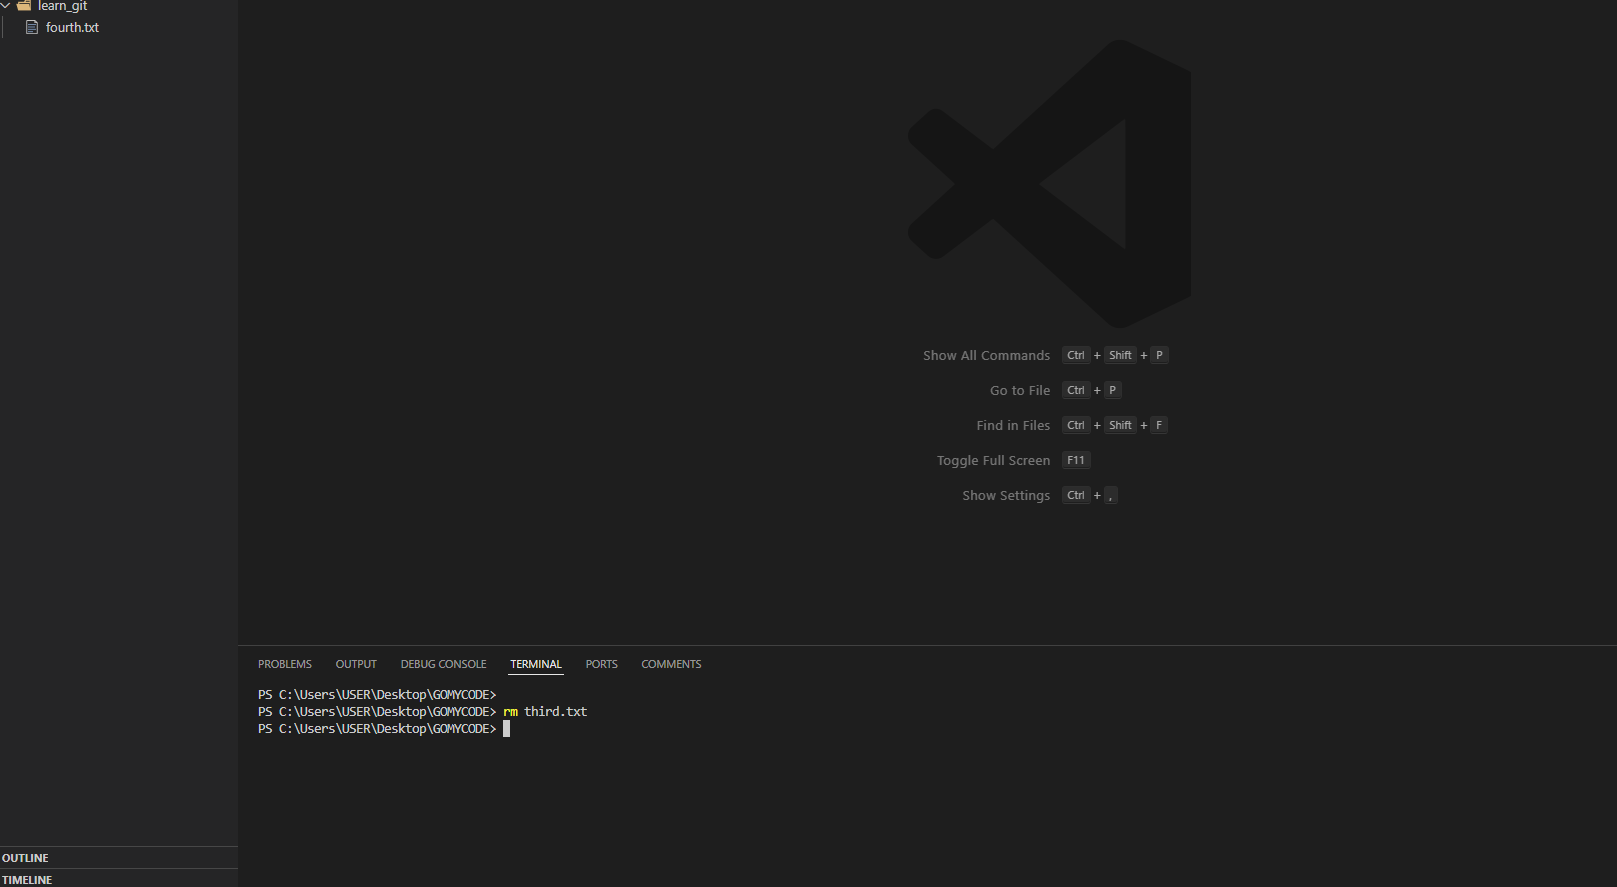 learn_git
fourth.txt
Show All Commands Ctrl + Shift + P
Go to File Ctrl + P
Find in Files Ctrl + Shift + F
Toggle Full Screen F11
Show Settings Ctrl + ,
PROBLEMS OUTPUT DEBUG CONSOLE TERMINAL PORTS COMMENTS
PS C:\Users\USER\Desktop\GOMYCODE>
PS C:\Users\USER\Desktop\GOMYCODE> rm third.txt
PS C:\Users\USER\Desktop\GOMYCODE>
OUTLINE
TIMELINE